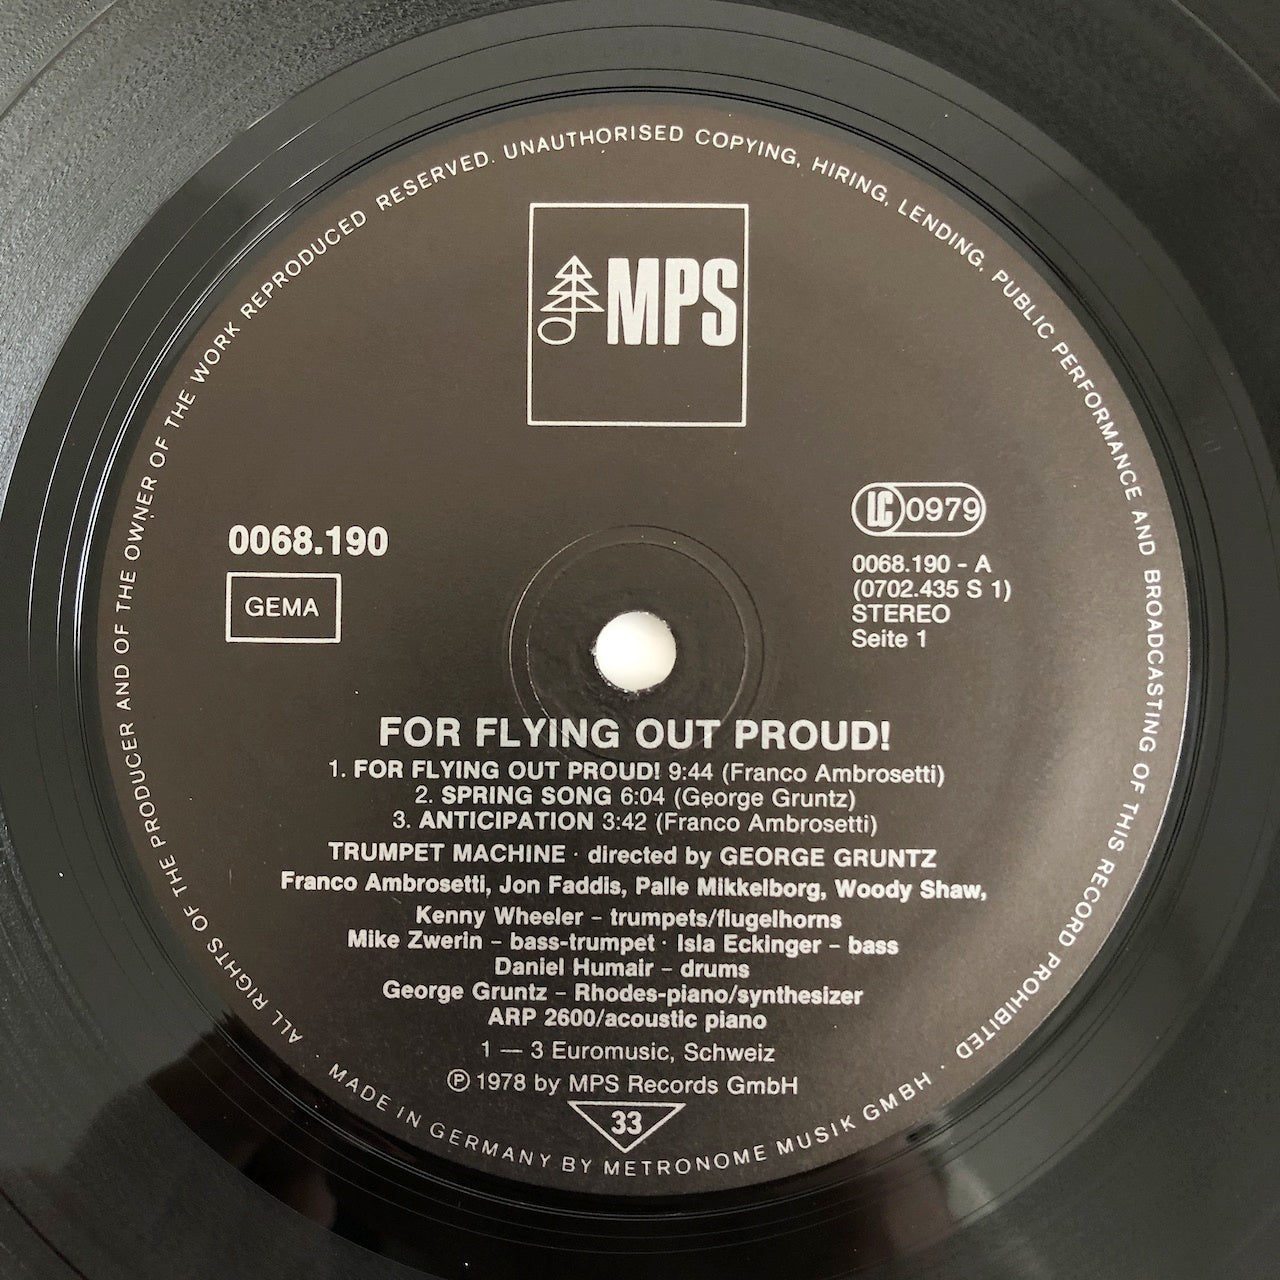 ALL RIGHTS OF THE PRODUCER AND OF THE OWNER OF THE WORK REPRODUCED RESERVED. UNAUTHORISED COPYING, HIRING, LENDING, PUBLIC PERFORMANCE AND BROADCASTING OF THIS RECORD PROHIBITED
MPS
0068.190
GEMA
LC 0979
0068.190 - A
(0702.435 S 1)
STEREO
Seite 1
FOR FLYING OUT PROUD!
1. FOR FLYING OUT PROUD! 9:44 (Franco Ambrosetti)
2. SPRING SONG 6:04 (George Gruntz)
3. ANTICIPATION 3:42 (Franco Ambrosetti)
TRUMPET MACHINE · directed by GEORGE GRUNTZ
Franco Ambrosetti, Jon Faddis, Palle Mikkelborg, Woody Shaw,
Kenny Wheeler – trumpets/flugelhorns
Mike Zwerin – bass-trumpet · Isla Eckinger – bass
Daniel Humair – drums
George Gruntz – Rhodes-piano/synthesizer
ARP 2600/acoustic piano
1 — 3 Euromusic, Schweiz
Ⓟ 1978 by MPS Records GmbH
33
· MADE IN GERMANY BY METRONOME MUSIK GMBH ·